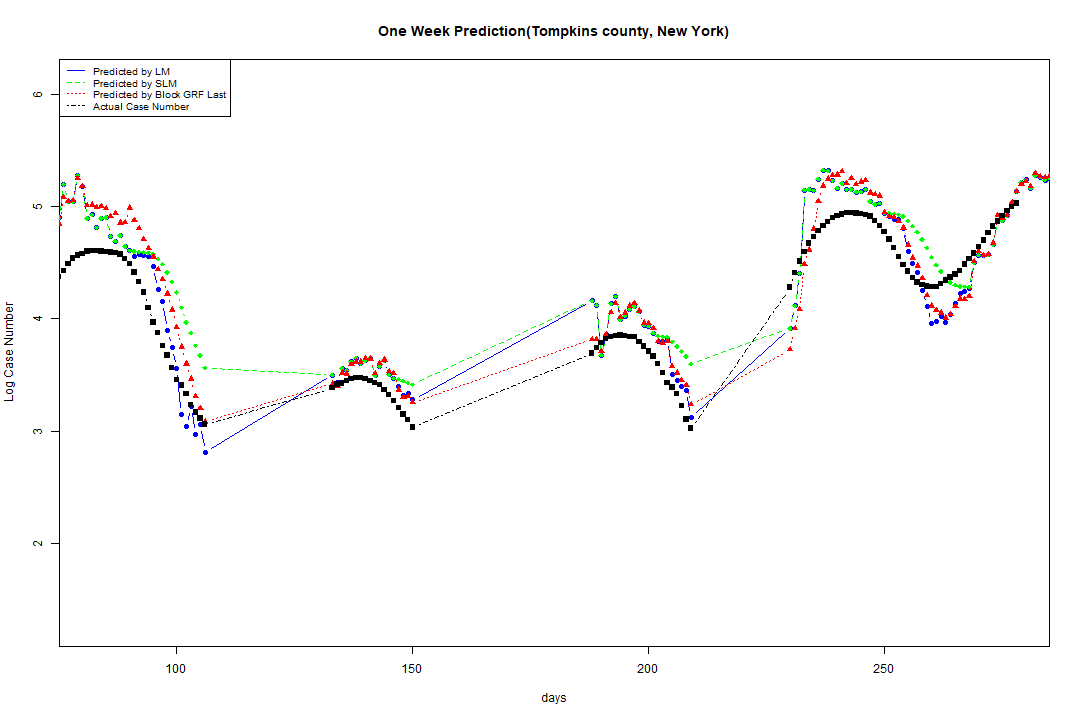 One Week Prediction(Tompkins county, New York)
Predicted by LM
Predicted by SLM
Predicted by Block GRF Last
Actual Case Number
6
5
4
3
2
Log Case Number
100 150 200 250
days